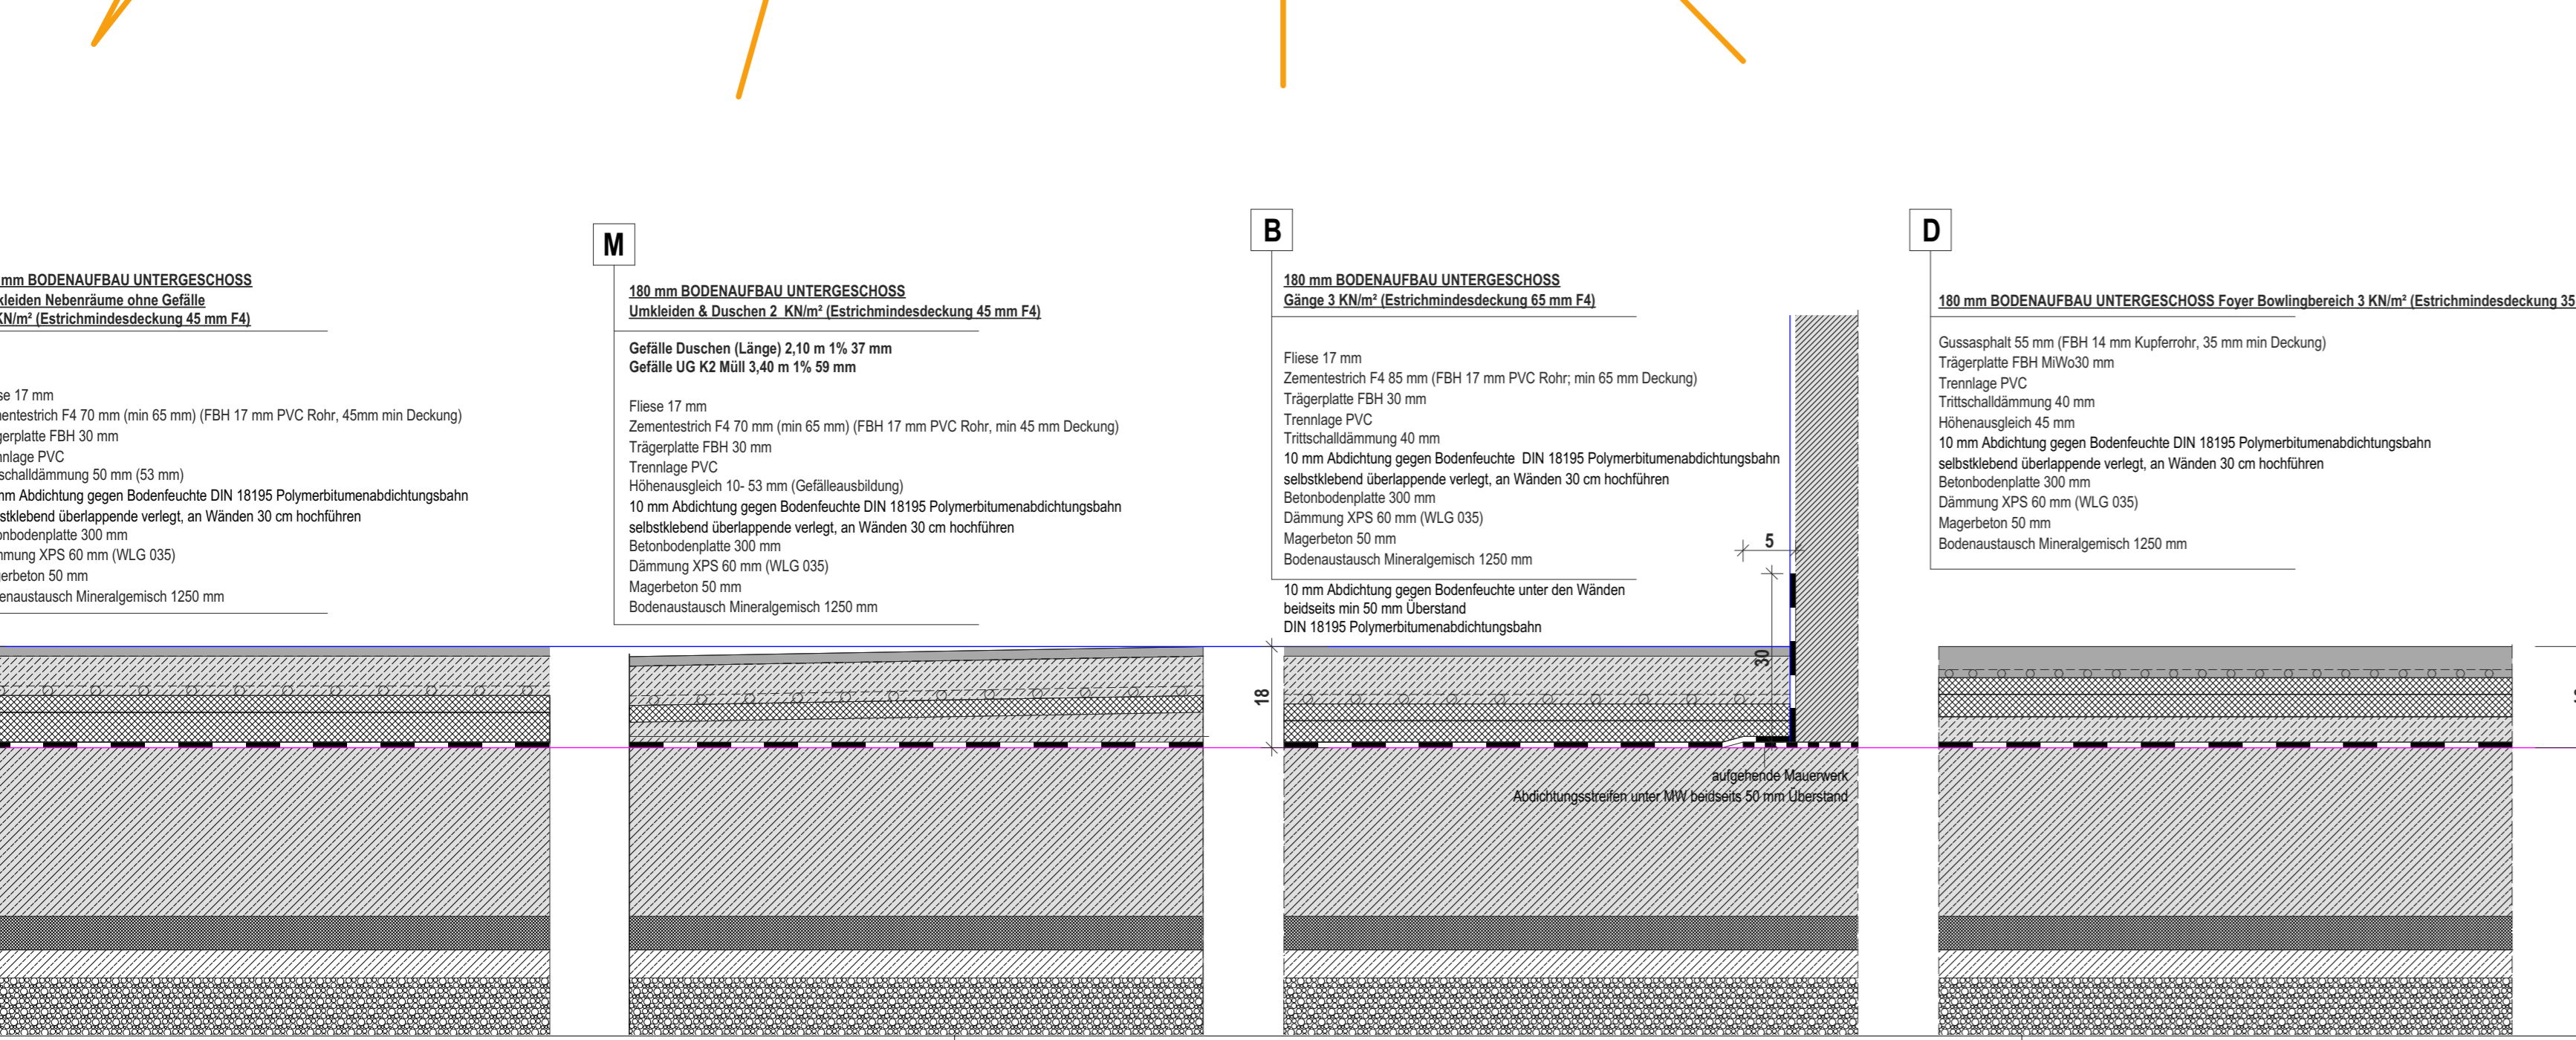 mm BODENAUFBAU UNTERGESCHOSS
kleiden Nebenräume ohne Gefälle
KN/m² (Estrichmindesdeckung 45 mm F4)
se 17 mm
mentestrich F4 70 mm (min 65 mm) (FBH 17 mm PVC Rohr, 45mm min Deckung)
gerplatte FBH 30 mm
nnlage PVC
schalldämmung 50 mm (53 mm)
mm Abdichtung gegen Bodenfeuchte DIN 18195 Polymerbitumenabdichtungsbahn
stklebend überlappende verlegt, an Wänden 30 cm hochführen
onbodenplatte 300 mm
mmung XPS 60 mm (WLG 035)
gerbeton 50 mm
enaustausch Mineralgemisch 1250 mm
M
180 mm BODENAUFBAU UNTERGESCHOSS
Umkleiden & Duschen 2 KN/m² (Estrichmindesdeckung 45 mm F4)
Gefälle Duschen (Länge) 2,10 m 1% 37 mm
Gefälle UG K2 Müll 3,40 m 1% 59 mm
Fliese 17 mm
Zementestrich F4 70 mm (min 65 mm) (FBH 17 mm PVC Rohr, min 45 mm Deckung)
Trägerplatte FBH 30 mm
Trennlage PVC
Höhenausgleich 10- 53 mm (Gefälleausbildung)
10 mm Abdichtung gegen Bodenfeuchte DIN 18195 Polymerbitumenabdichtungsbahn
selbstklebend überlappende verlegt, an Wänden 30 cm hochführen
Betonbodenplatte 300 mm
Dämmung XPS 60 mm (WLG 035)
Magerbeton 50 mm
Bodenaustausch Mineralgemisch 1250 mm
B
180 mm BODENAUFBAU UNTERGESCHOSS
Gänge 3 KN/m² (Estrichmindesdeckung 65 mm F4)
Fliese 17 mm
Zementestrich F4 85 mm (FBH 17 mm PVC Rohr; min 65 mm Deckung)
Trägerplatte FBH 30 mm
Trennlage PVC
Trittschalldämmung 40 mm
10 mm Abdichtung gegen Bodenfeuchte DIN 18195 Polymerbitumenabdichtungsbahn
selbstklebend überlappende verlegt, an Wänden 30 cm hochführen
Betonbodenplatte 300 mm
Dämmung XPS 60 mm (WLG 035)
Magerbeton 50 mm
Bodenaustausch Mineralgemisch 1250 mm
10 mm Abdichtung gegen Bodenfeuchte unter den Wänden
beidseits min 50 mm Überstand
DIN 18195 Polymerbitumenabdichtungsbahn
5
30
18
aufgehende Mauerwerk
Abdichtungsstreifen unter MW beidseits 50 mm Überstand
D
180 mm BODENAUFBAU UNTERGESCHOSS Foyer Bowlingbereich 3 KN/m² (Estrichmindesdeckung 35
Gussasphalt 55 mm (FBH 14 mm Kupferrohr, 35 mm min Deckung)
Trägerplatte FBH MiWo30 mm
Trennlage PVC
Trittschalldämmung 40 mm
Höhenausgleich 45 mm
10 mm Abdichtung gegen Bodenfeuchte DIN 18195 Polymerbitumenabdichtungsbahn
selbstklebend überlappende verlegt, an Wänden 30 cm hochführen
Betonbodenplatte 300 mm
Dämmung XPS 60 mm (WLG 035)
Magerbeton 50 mm
Bodenaustausch Mineralgemisch 1250 mm